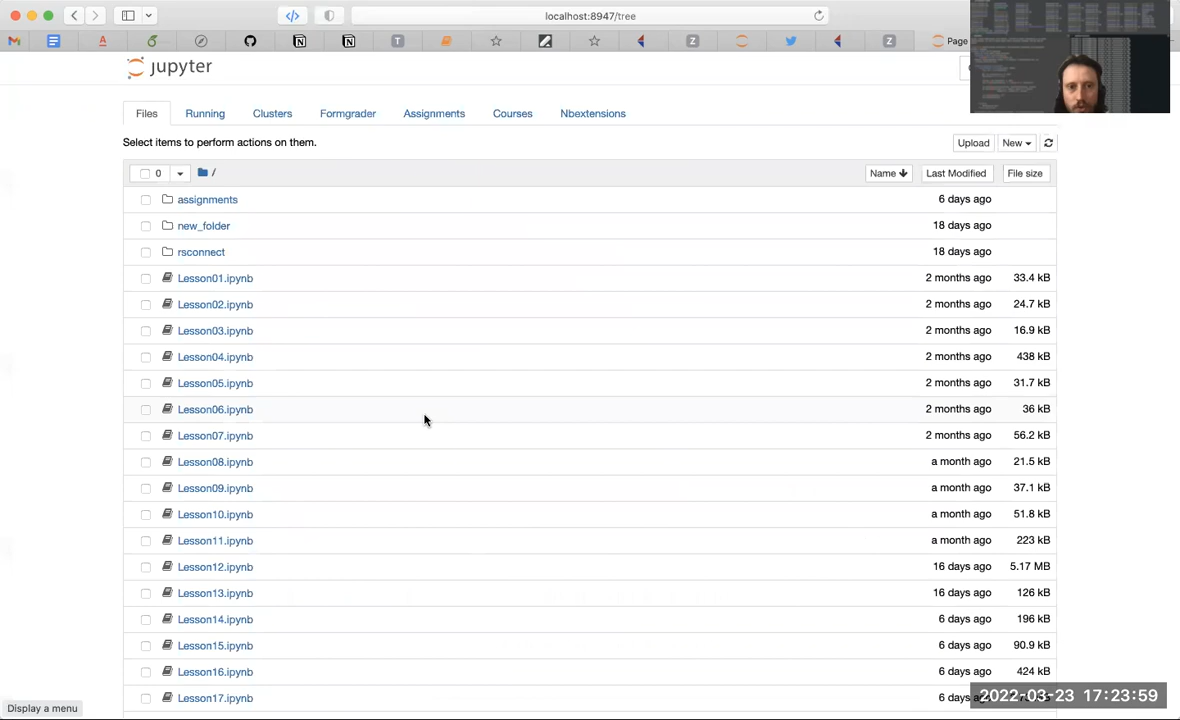 localhost:8947/tree
Page
jupyter
Files Running Clusters Formgrader Assignments Courses Nbextensions
Select items to perform actions on them.
Upload New
0 / Name Last Modified File size
assignments 6 days ago
new_folder 18 days ago
rsconnect 18 days ago
Lesson01.ipynb 2 months ago 33.4 kB
Lesson02.ipynb 2 months ago 24.7 kB
Lesson03.ipynb 2 months ago 16.9 kB
Lesson04.ipynb 2 months ago 438 kB
Lesson05.ipynb 2 months ago 31.7 kB
Lesson06.ipynb 2 months ago 36 kB
Lesson07.ipynb 2 months ago 56.2 kB
Lesson08.ipynb a month ago 21.5 kB
Lesson09.ipynb a month ago 37.1 kB
Lesson10.ipynb a month ago 51.8 kB
Lesson11.ipynb a month ago 223 kB
Lesson12.ipynb 16 days ago 5.17 MB
Lesson13.ipynb 16 days ago 126 kB
Lesson14.ipynb 6 days ago 196 kB
Lesson15.ipynb 6 days ago 90.9 kB
Lesson16.ipynb 6 days ago 424 kB
Lesson17.ipynb 6 days
2022-03-23 17:23:59
Display a menu